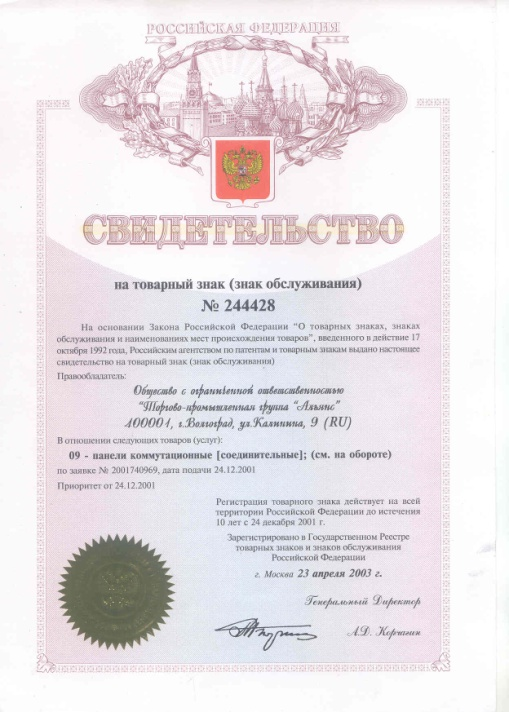 РОССИЙСКАЯ ФЕДЕРАЦИЯ
СВИДЕТЕЛЬСТВО
на товарный знак (знак обслуживания)
№ 244428
На основании Закона Российской Федерации “О товарных знаках, знаках
обслуживания и наименованиях мест происхождения товаров”, введенного в действие 17
октября 1992 года, Российским агентством по патентам и товарным знакам выдано настоящее
свидетельство на товарный знак (знак обслуживания)
Правообладатель:
Общество с ограниченной ответственностью
“Торгово-промышленная группа “Альянс”
400001, г.Волгоград, ул.Калинина, 9 (RU)
В отношении следующих товаров (услуг):
09 - панели коммутационные [соединительные]; (см. на обороте)
по заявке № 2001740969, дата подачи 24.12.2001
Приоритет от 24.12.2001
Регистрация товарного знака действует на всей
территории Российской Федерации до истечения
10 лет с 24 декабря 2001 г.
Зарегистрировано в Государственном Реестре
товарных знаков и знаков обслуживания
Российской Федерации
г. Москва 23 апреля 2003 г.
Генеральный Директор
А.Д. Корчагин